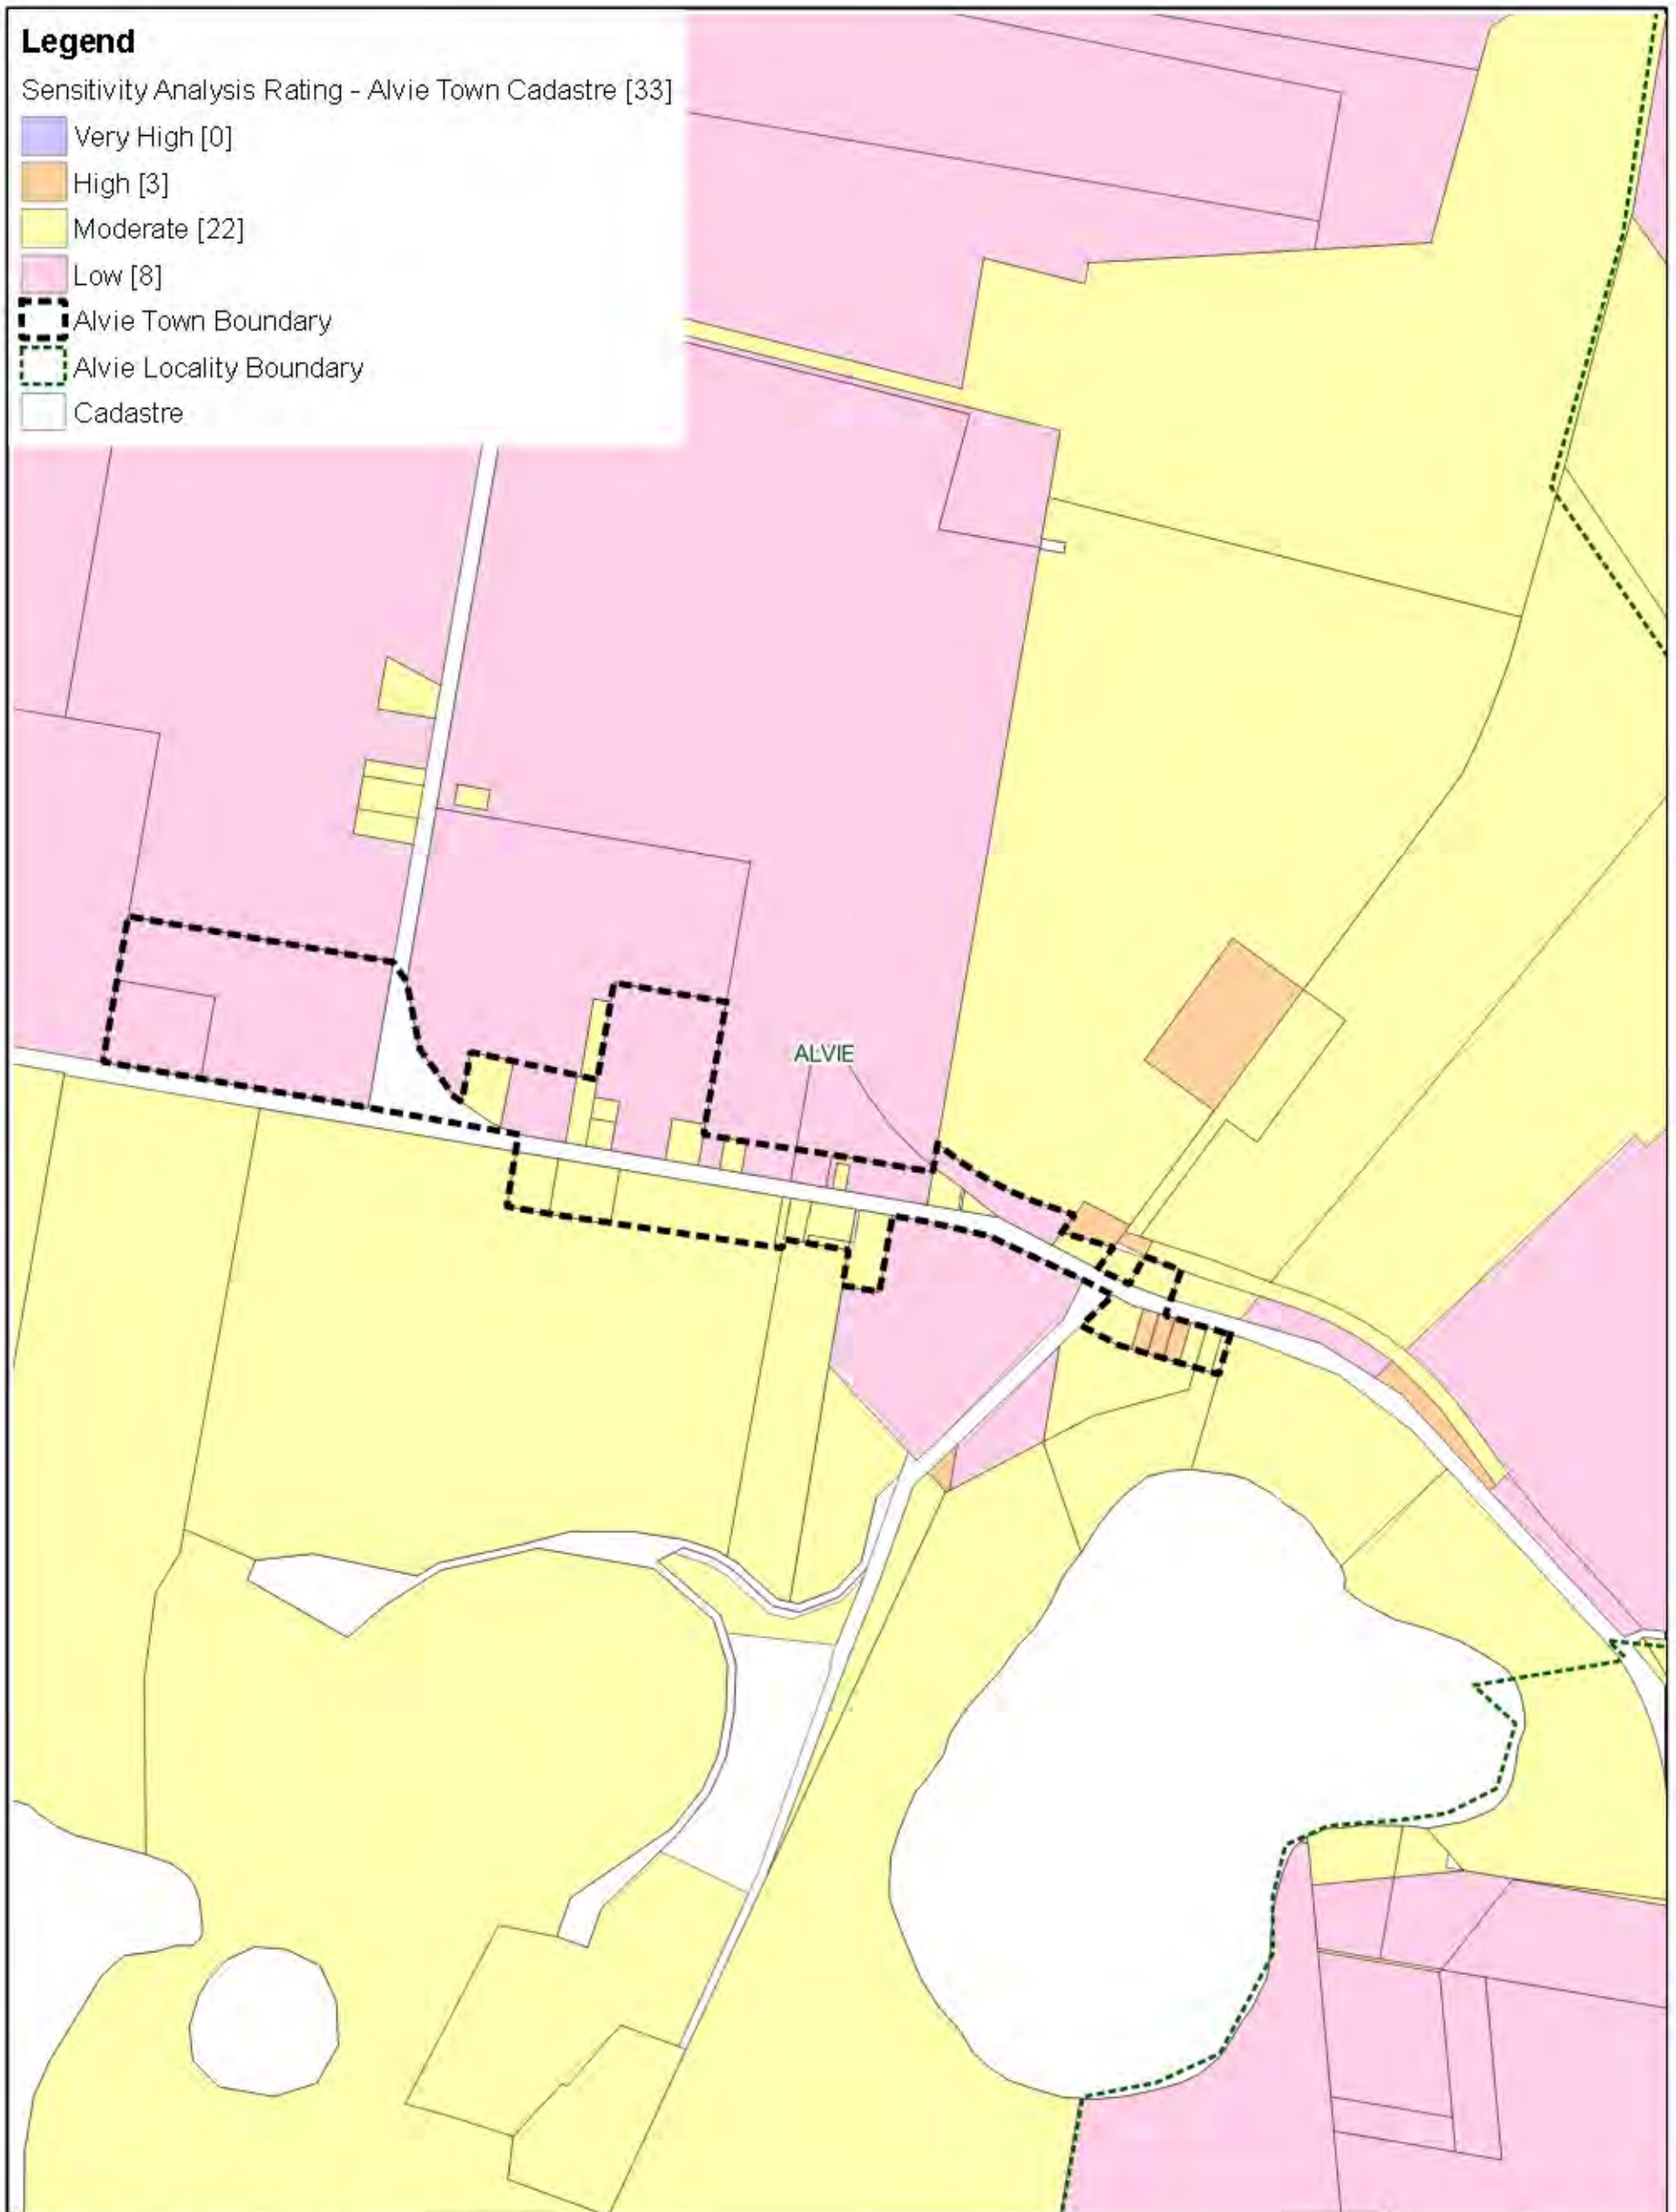 Legend
Sensitivity Analysis Rating - Alvie Town Cadastre [33]
Very High [0]
High [3]
Moderate [22]
Low [8]
Alvie Town Boundary
Alvie Locality Boundary
Cadastre
ALVIE